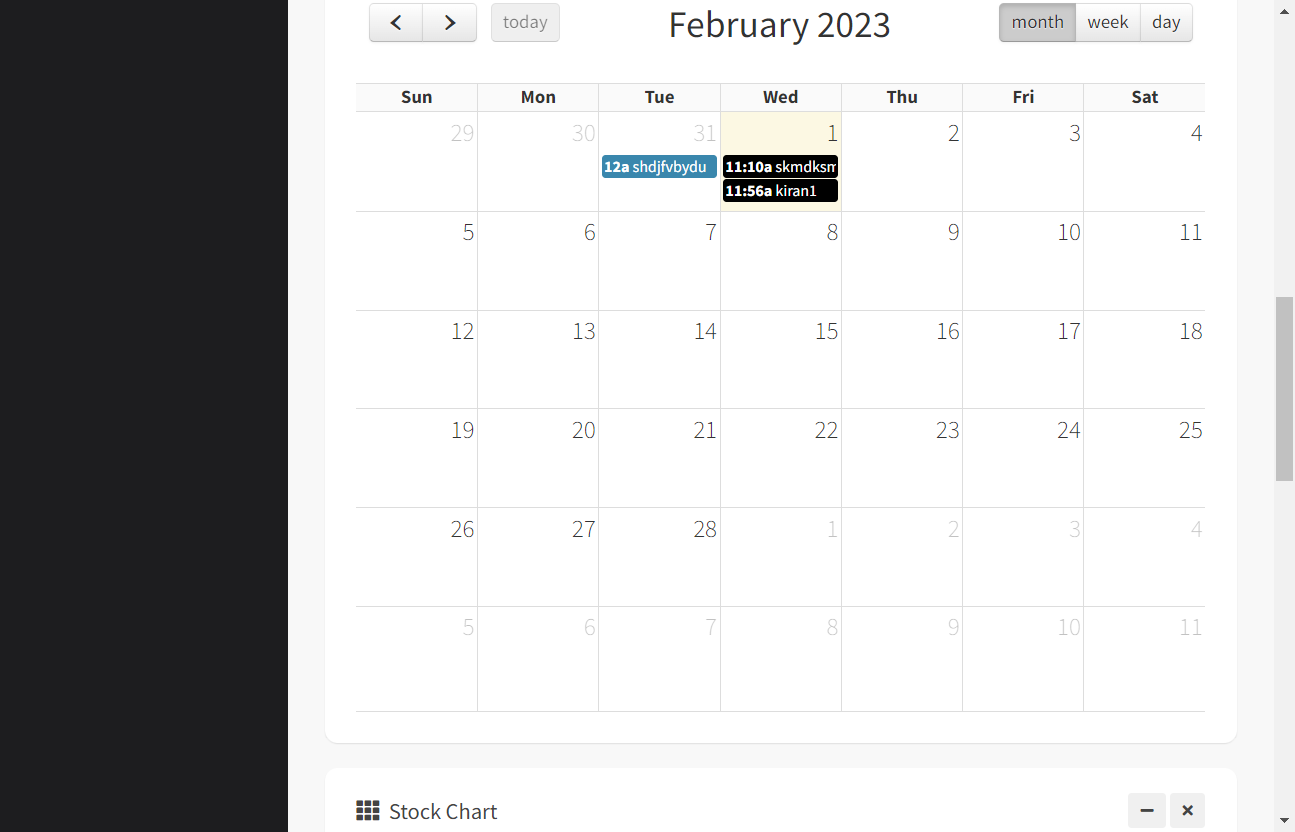 today February 2023 month week day
Sun Mon Tue Wed Thu Fri Sat
29 30 31 1 2 3 4
12a shdjfvbydu 11:10a skmdksm
11:56a kiran1
5 6 7 8 9 10 11
12 13 14 15 16 17 18
19 20 21 22 23 24 25
26 27 28 1 2 3 4
5 6 7 8 9 10 11
Stock Chart